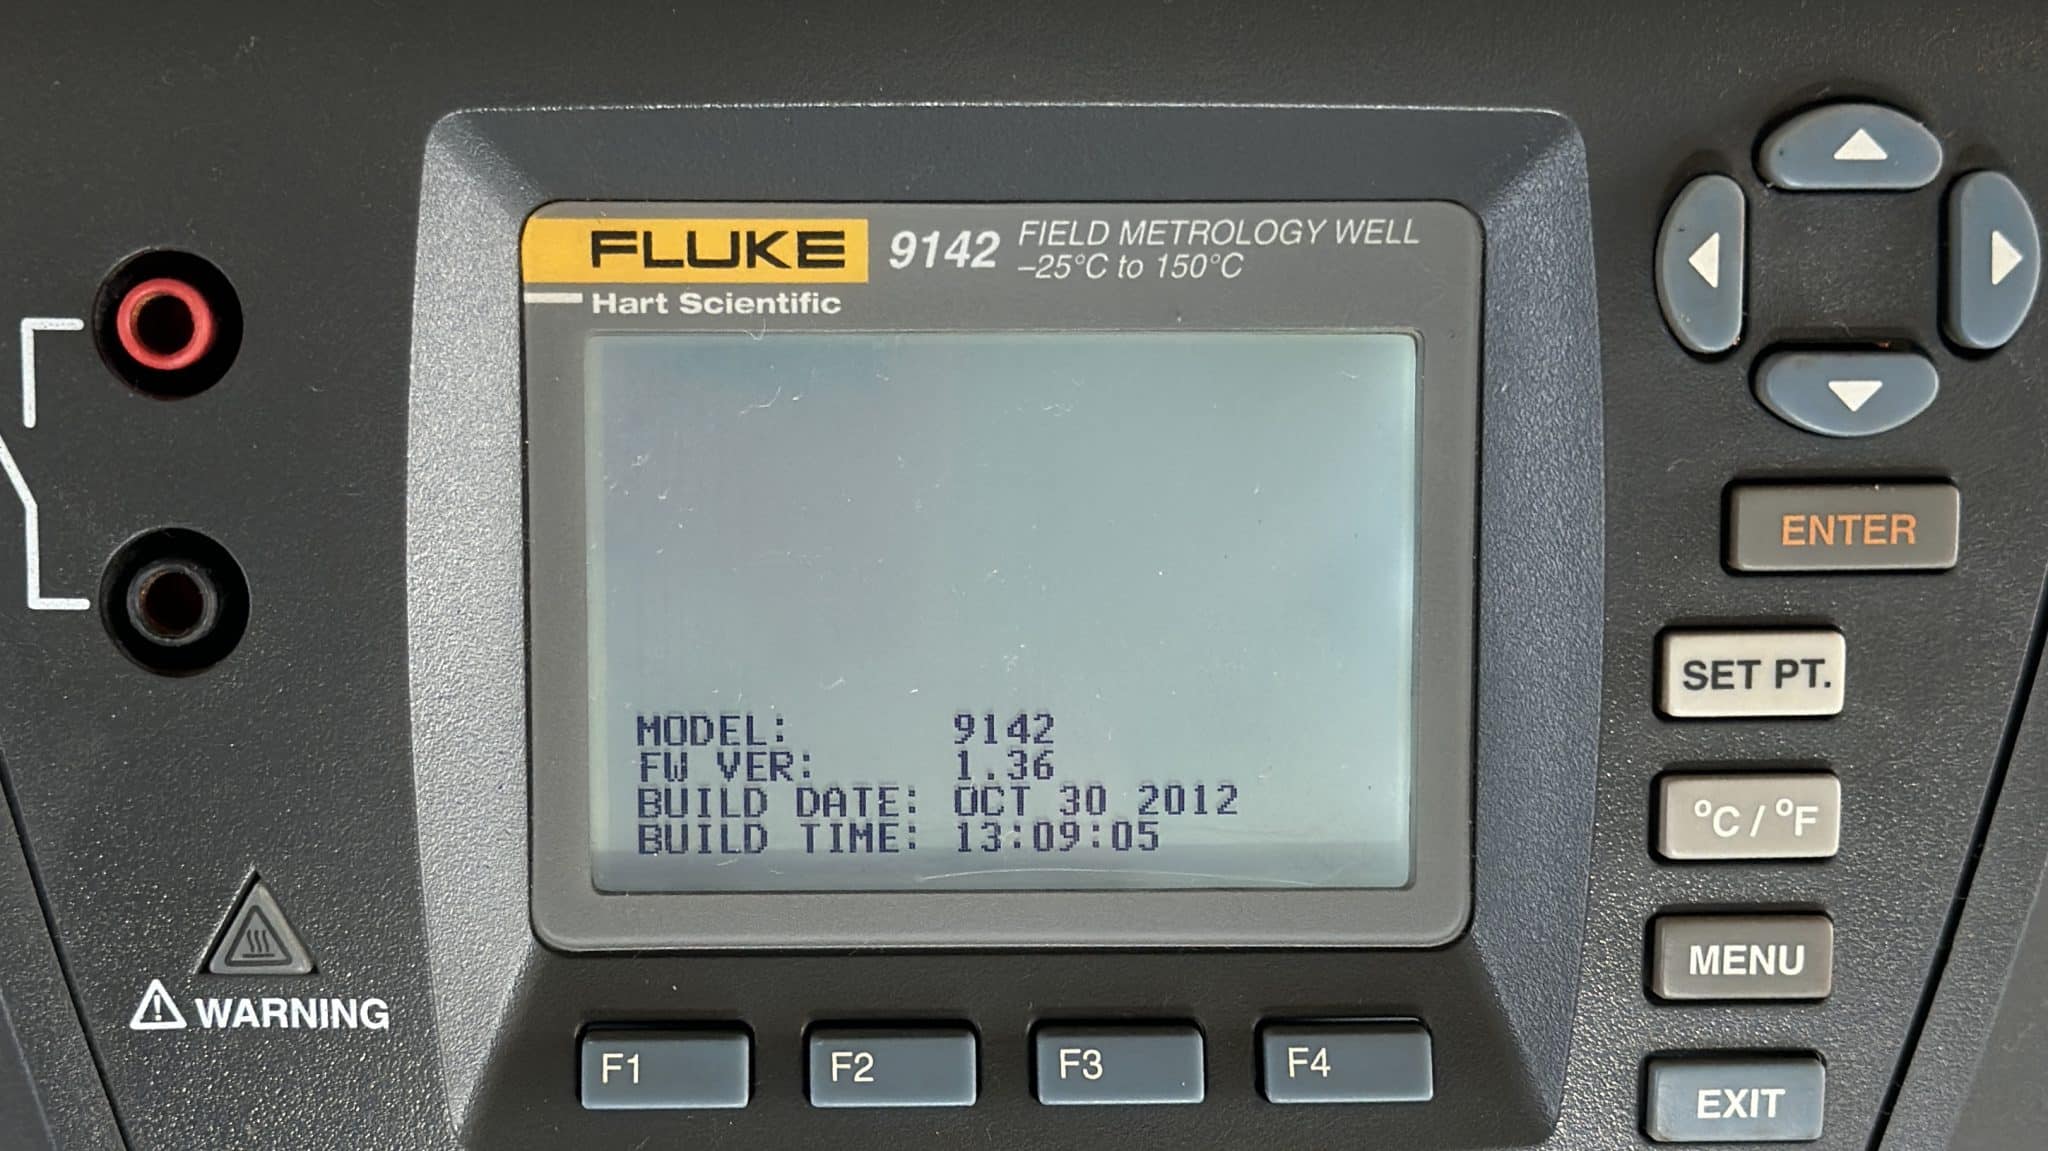 FLUKE 9142 FIELD METROLOGY WELL
–25°C to 150°C
Hart Scientific
MODEL: 9142
FW VER: 1.36
BUILD DATE: OCT 30 2012
BUILD TIME: 13:09:05
ENTER
SET PT.
°C / °F
MENU
EXIT
WARNING
F1 F2 F3 F4